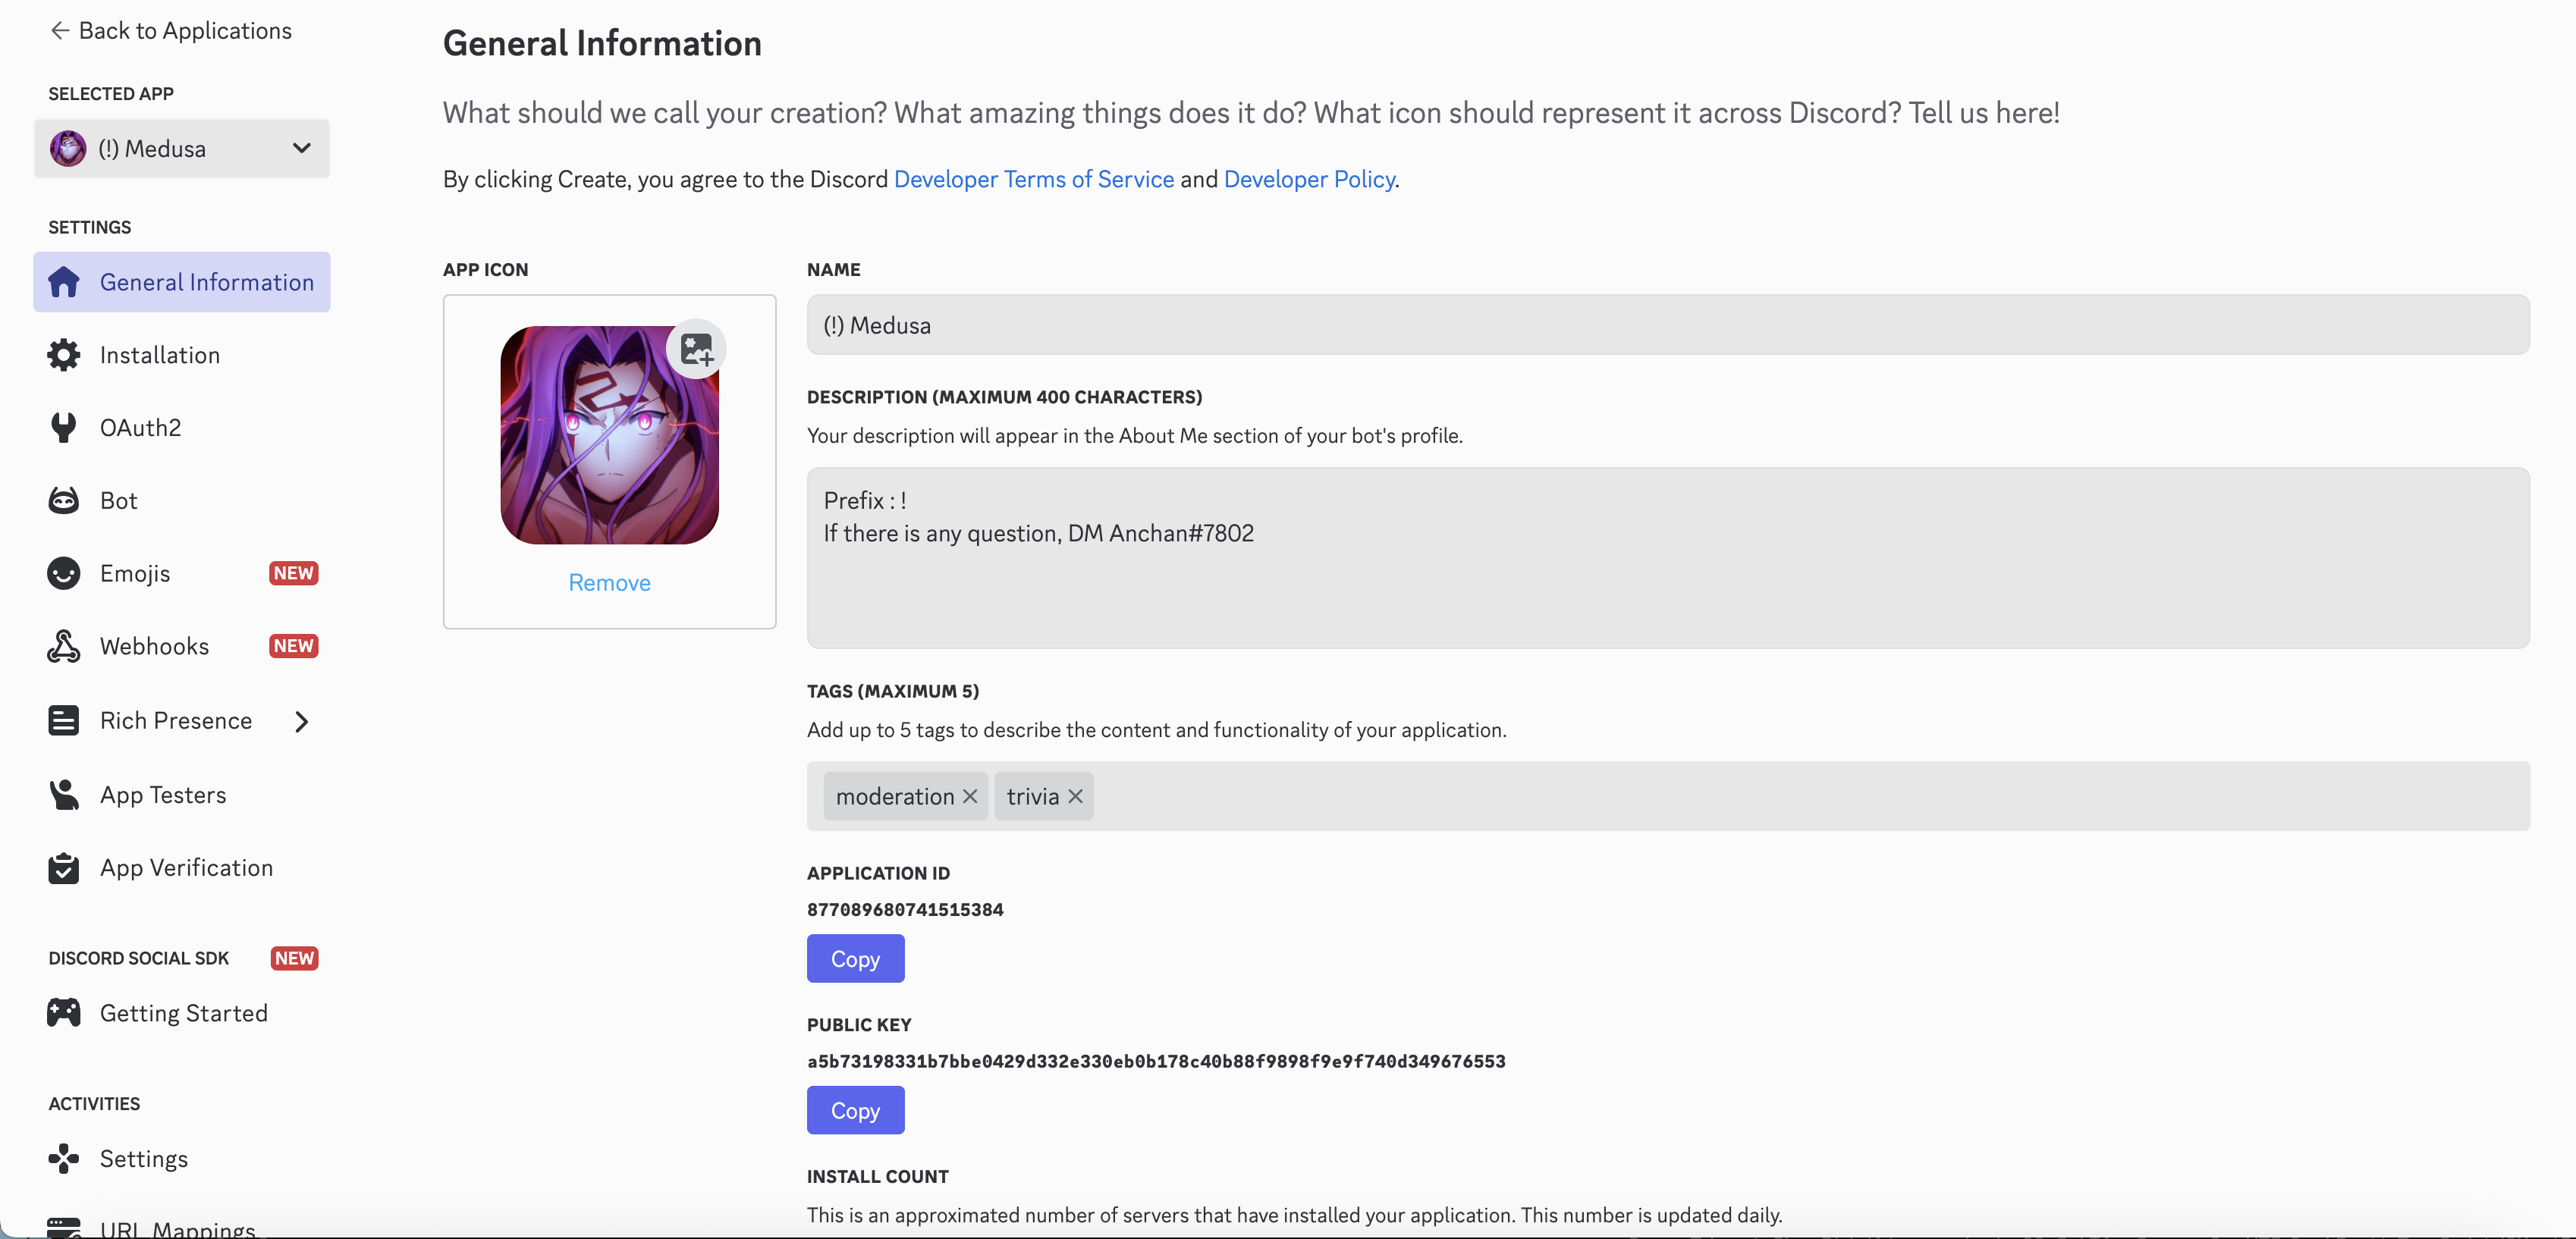 Back to Applications
SELECTED APP
(!) Medusa
SETTINGS
General Information
Installation
OAuth2
Bot
Emojis NEW
Webhooks NEW
Rich Presence
App Testers
App Verification
DISCORD SOCIAL SDK NEW
Getting Started
ACTIVITIES
Settings
URL Mappings
General Information
What should we call your creation? What amazing things does it do? What icon should represent it across Discord? Tell us here!
By clicking Create, you agree to the Discord Developer Terms of Service and Developer Policy.
APP ICON
Remove
NAME
(!) Medusa
DESCRIPTION (MAXIMUM 400 CHARACTERS)
Your description will appear in the About Me section of your bot's profile.
Prefix : !
If there is any question, DM Anchan#7802
TAGS (MAXIMUM 5)
Add up to 5 tags to describe the content and functionality of your application.
moderation trivia
APPLICATION ID
877089680741515384
Copy
PUBLIC KEY
a5b73198331b7bbe0429d332e330eb0b178c40b88f9898f9e9f740d349676553
Copy
INSTALL COUNT
This is an approximated number of servers that have installed your application. This number is updated daily.